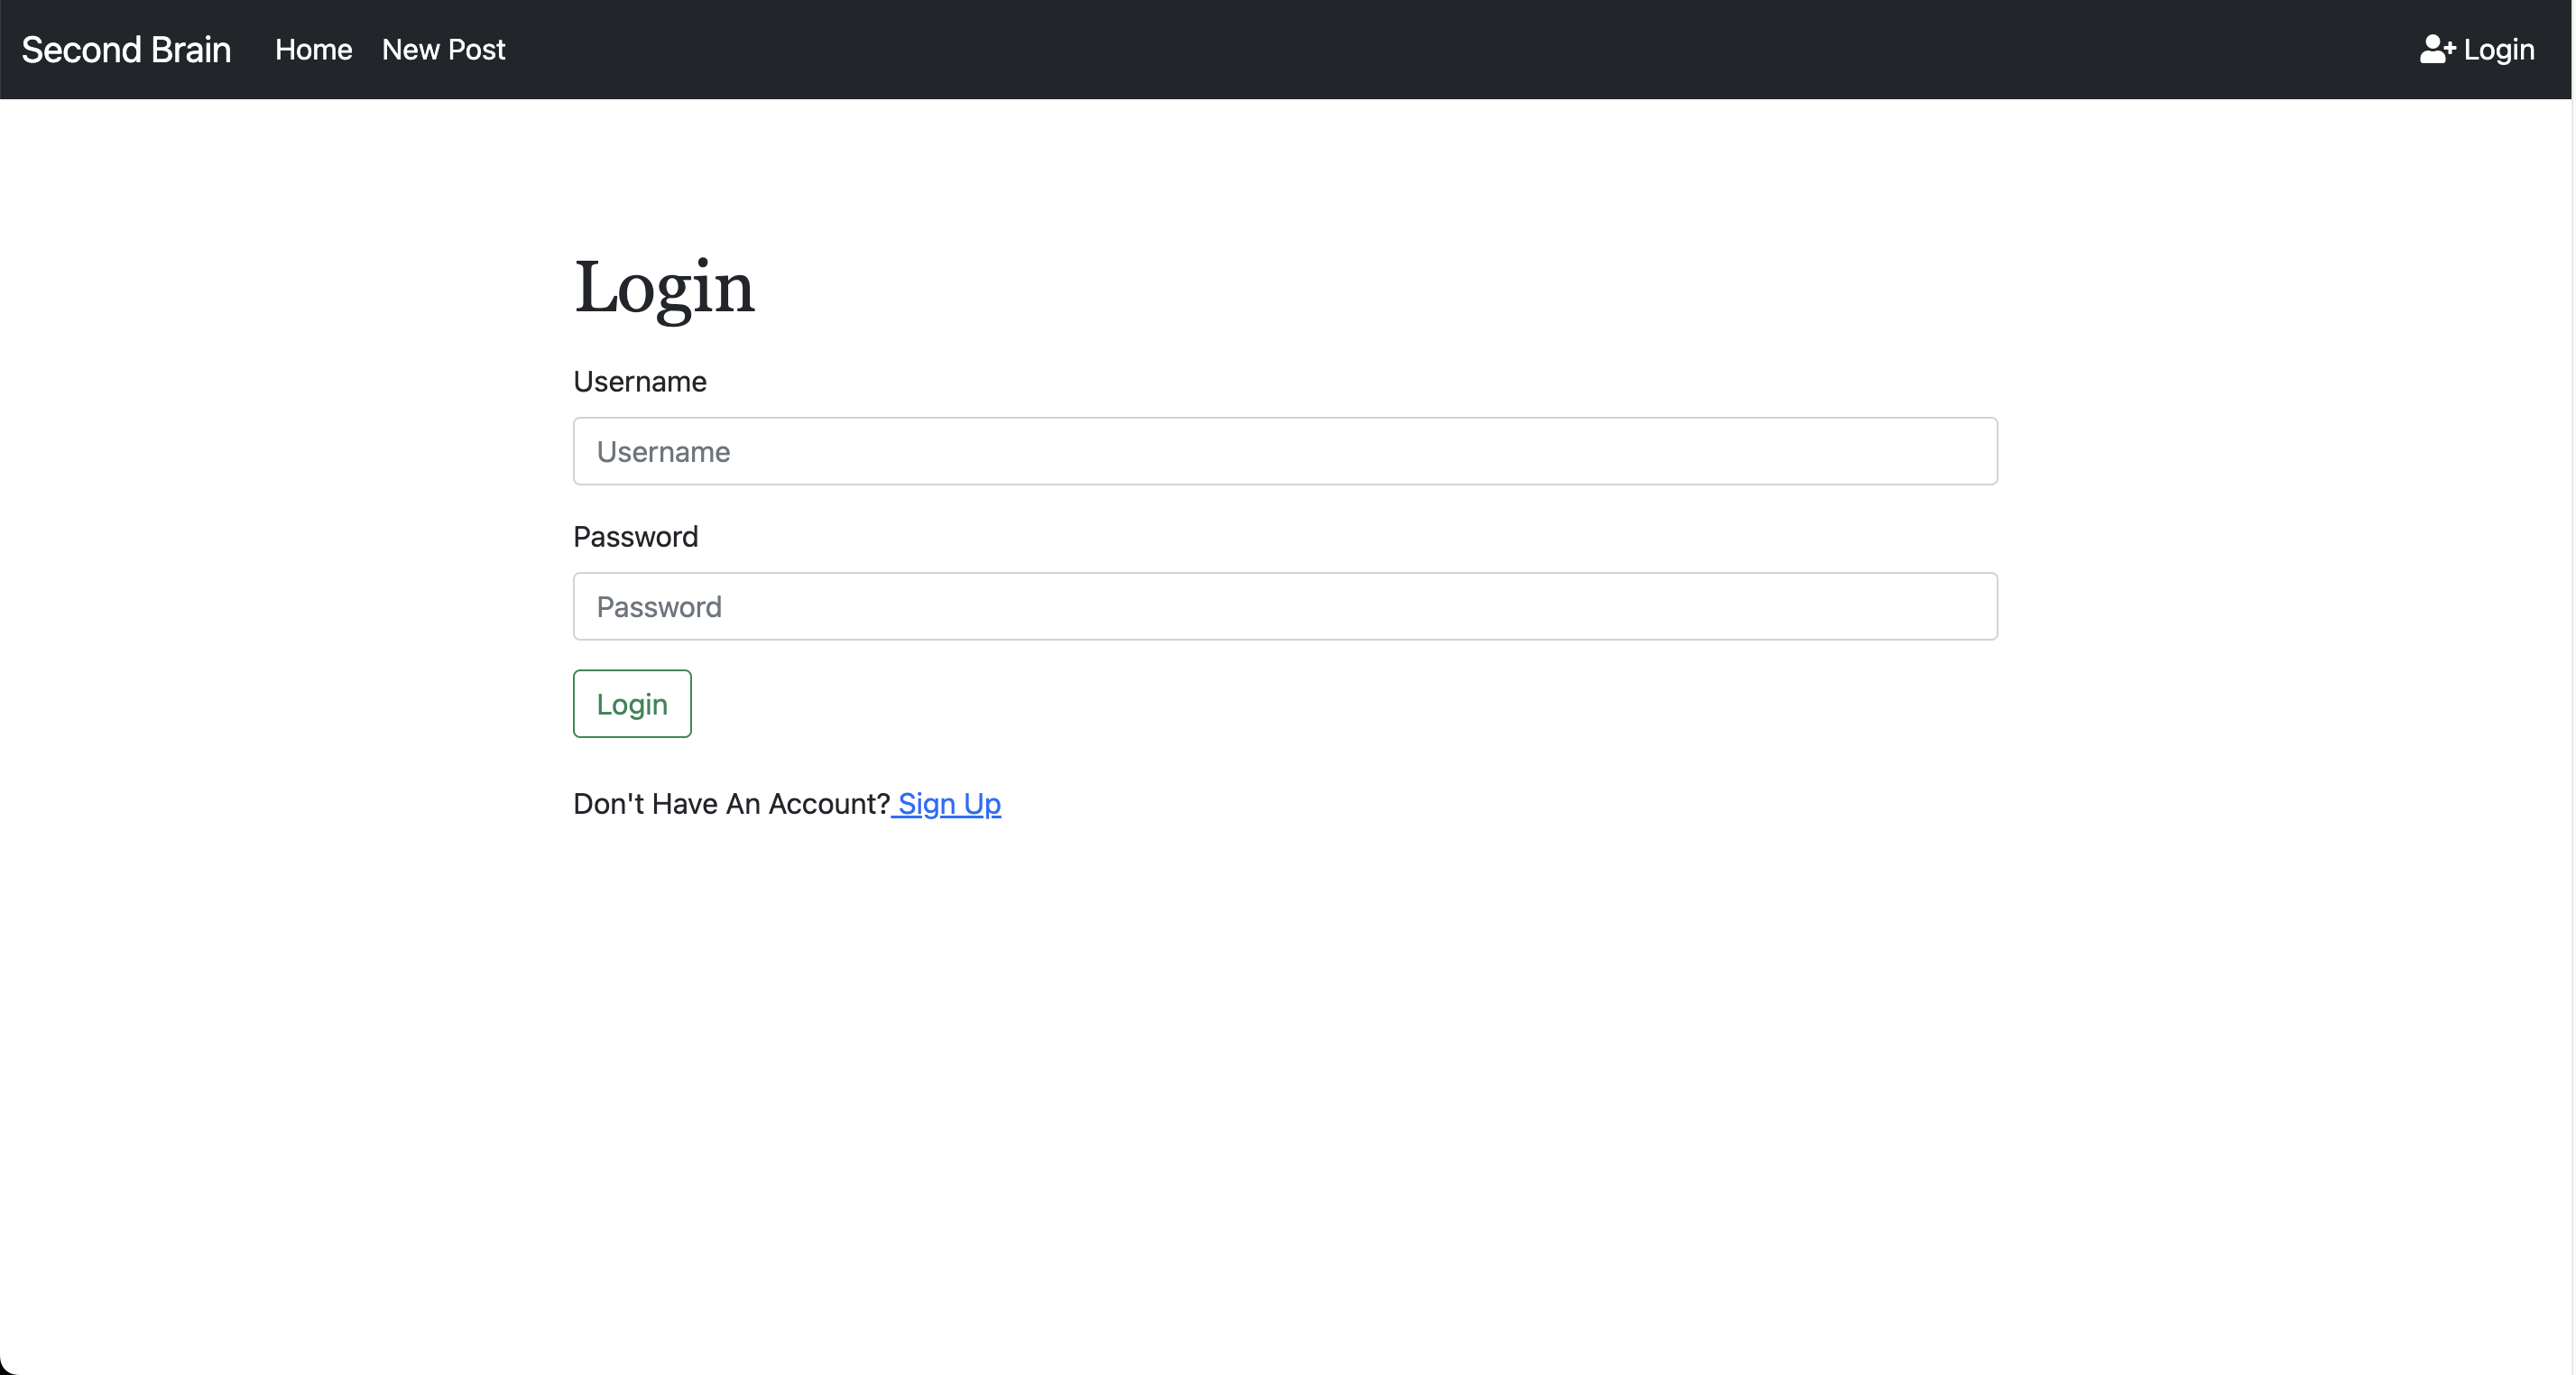 Second Brain Home New Post Login
Login
Username
Username
Password
Password
Login
Don't Have An Account? Sign Up